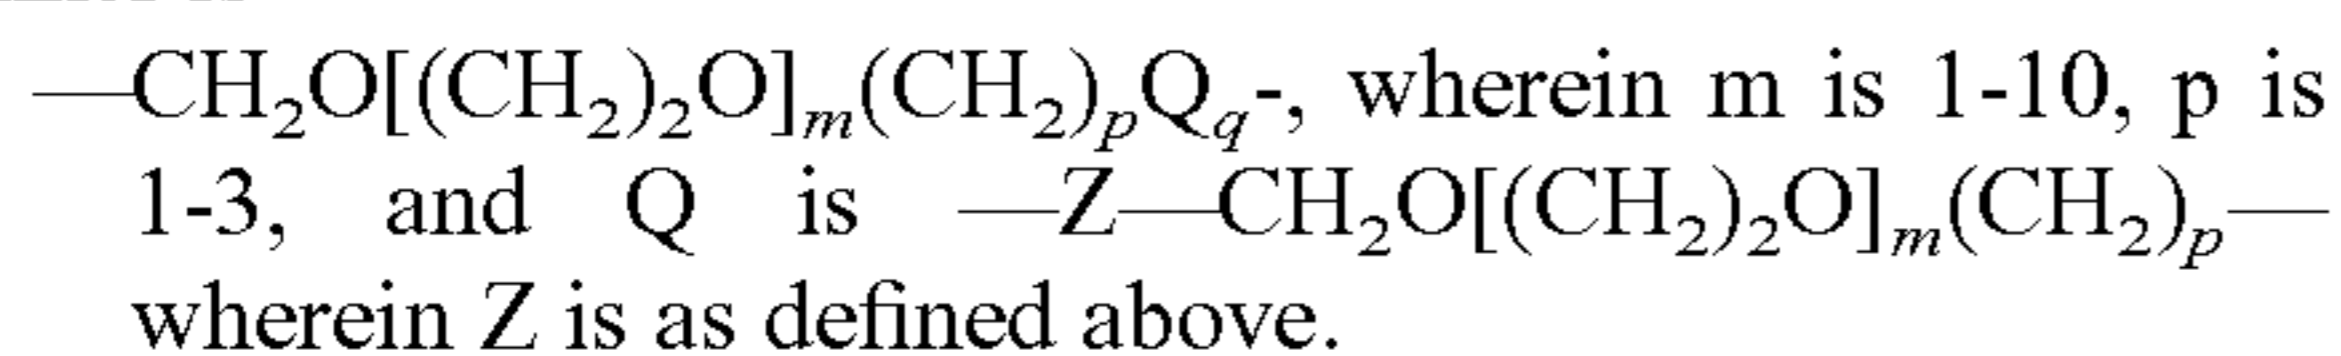 —CH₂O[(CH₂)₂O]ₘ(CH₂)ₚQ_q-, wherein m is 1-10, p is
1-3, and Q is —Z—CH₂O[(CH₂)₂O]ₘ(CH₂)ₚ—
wherein Z is as defined above.